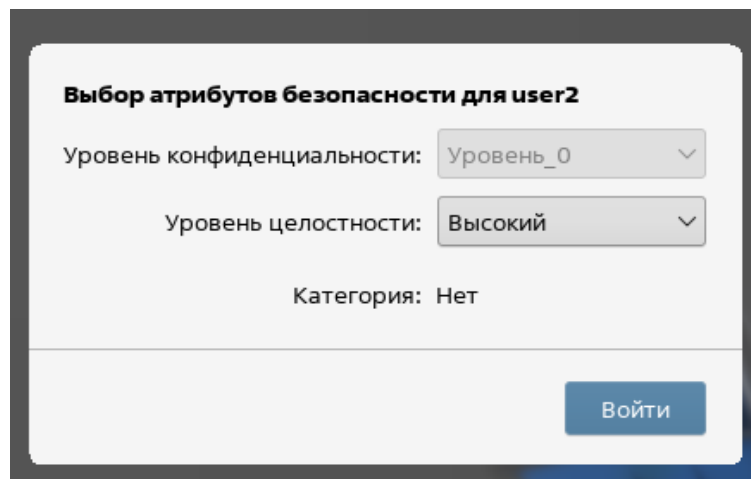 Выбор атрибутов безопасности для user2
Уровень конфиденциальности: Уровень_0
Уровень целостности: Высокий
Категория: Нет
Войти